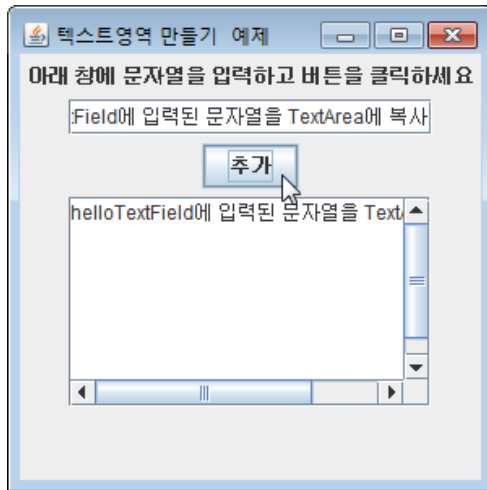 텍스트영역 만들기 예제
아래 창에 문자열을 입력하고 버튼을 클릭하세요
:Field에 입력된 문자열을 TextArea에 복사
추가
helloTextField에 입력된 문자열을 Text